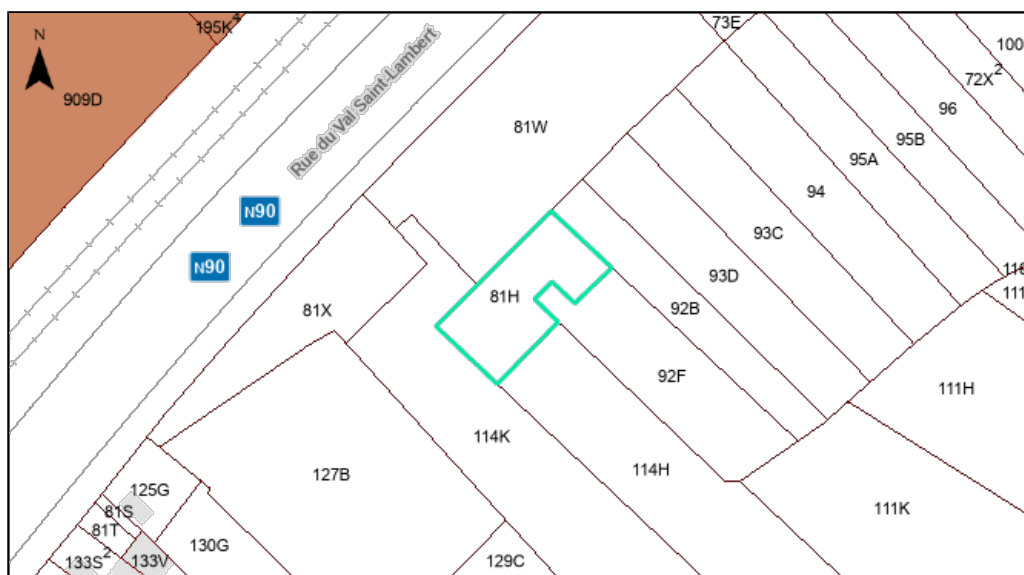 195K
73E
100
N
72X²
909D
96
Rue du Val Saint-Lambert
81W
95B
95A
94
N90
93C
N90
93D
81H
81X
92B
92F
111H
114K
114H
127B
125G
111K
81S
81T
130G
133S²
133V
129C